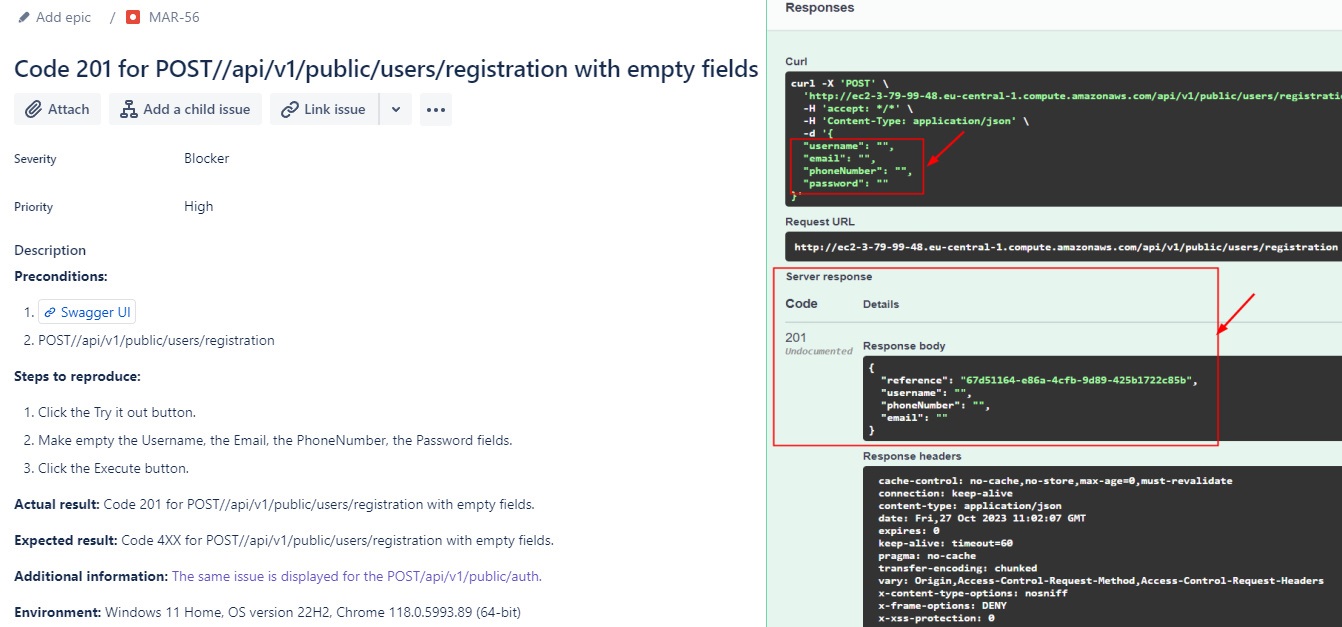 Add epic / MAR-56
Code 201 for POST//api/v1/public/users/registration with empty fields
Attach Add a child issue Link issue
Severity Blocker
Priority High
Description
Preconditions:
1. Swagger UI
2. POST//api/v1/public/users/registration
Steps to reproduce:
1. Click the Try it out button.
2. Make empty the Username, the Email, the PhoneNumber, the Password fields.
3. Click the Execute button.
Actual result: Code 201 for POST//api/v1/public/users/registration with empty fields.
Expected result: Code 4XX for POST//api/v1/public/users/registration with empty fields.
Additional information: The same issue is displayed for the POST/api/v1/public/auth.
Environment: Windows 11 Home, OS version 22H2, Chrome 118.0.5993.89 (64-bit)
Responses
Curl
curl -X 'POST' \
'http://ec2-3-79-99-48.eu-central-1.compute.amazonaws.com/api/v1/public/users/registratio
-H 'accept: */*' \
-H 'Content-Type: application/json' \
-d '{
"username": "",
"email": "",
"phoneNumber": "",
"password": ""
}'
Request URL
http://ec2-3-79-99-48.eu-central-1.compute.amazonaws.com/api/v1/public/users/registration
Server response
Code Details
201
Undocumented
Response body
{
"reference": "67d51164-e86a-4cfb-9d89-425b1722c85b",
"username": "",
"phoneNumber": "",
"email": ""
}
Response headers
cache-control: no-cache,no-store,max-age=0,must-revalidate
connection: keep-alive
content-type: application/json
date: Fri,27 Oct 2023 11:02:07 GMT
expires: 0
keep-alive: timeout=60
pragma: no-cache
transfer-encoding: chunked
vary: Origin,Access-Control-Request-Method,Access-Control-Request-Headers
x-content-type-options: nosniff
x-frame-options: DENY
x-xss-protection: 0